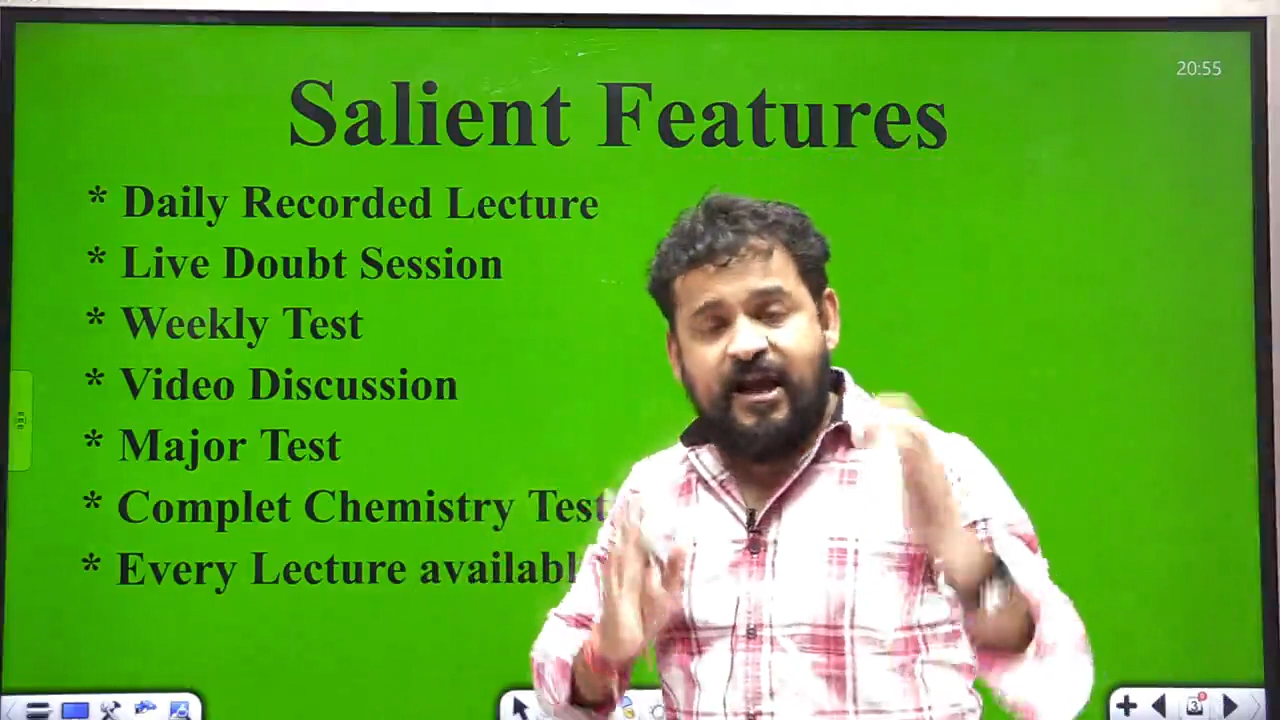 20:55
Salient Features
* Daily Recorded Lecture
* Live Doubt Session
* Weekly Test
* Video Discussion
* Major Test
* Complet Chemistry Test
* Every Lecture
3